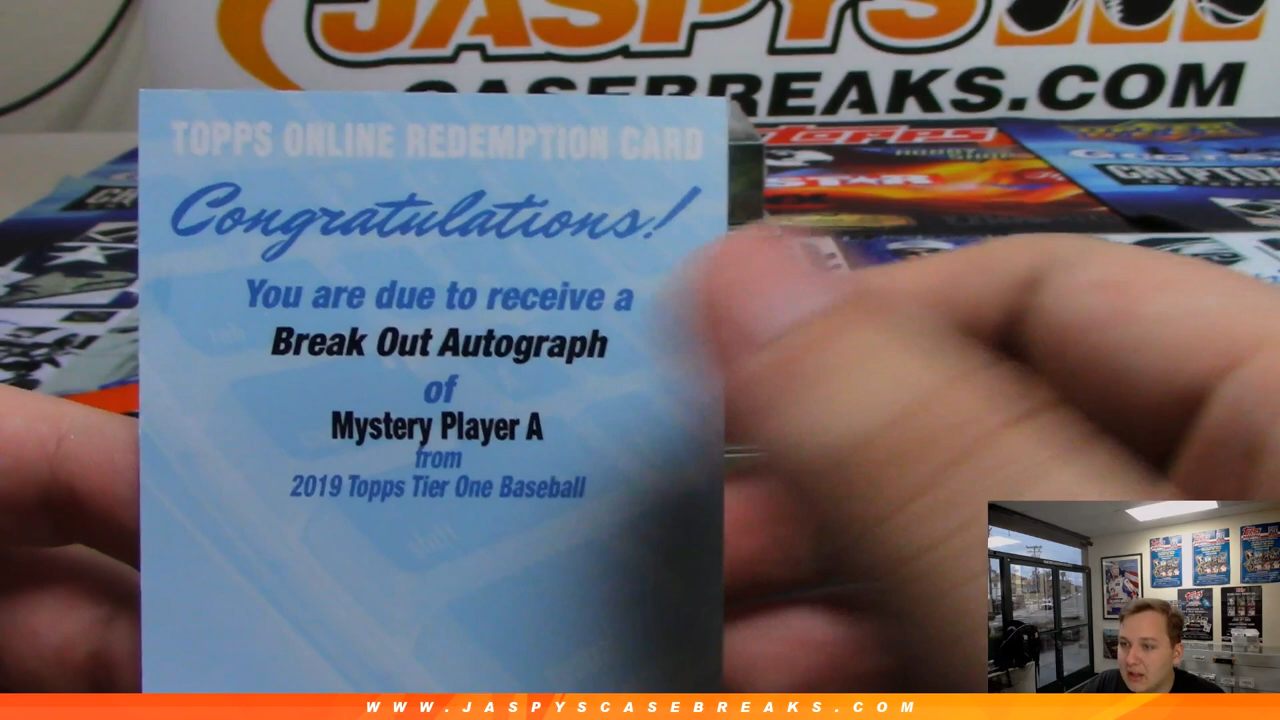 JASPYS
CASEBREAKS.COM
TOPPS ONLINE REDEMPTION CARD
Congratulations!
You are due to receive a
Break Out Autograph
of
Mystery Player A
from
2019 Topps Tier One Baseball
WWW.JASPYSCASEBREAKS.COM